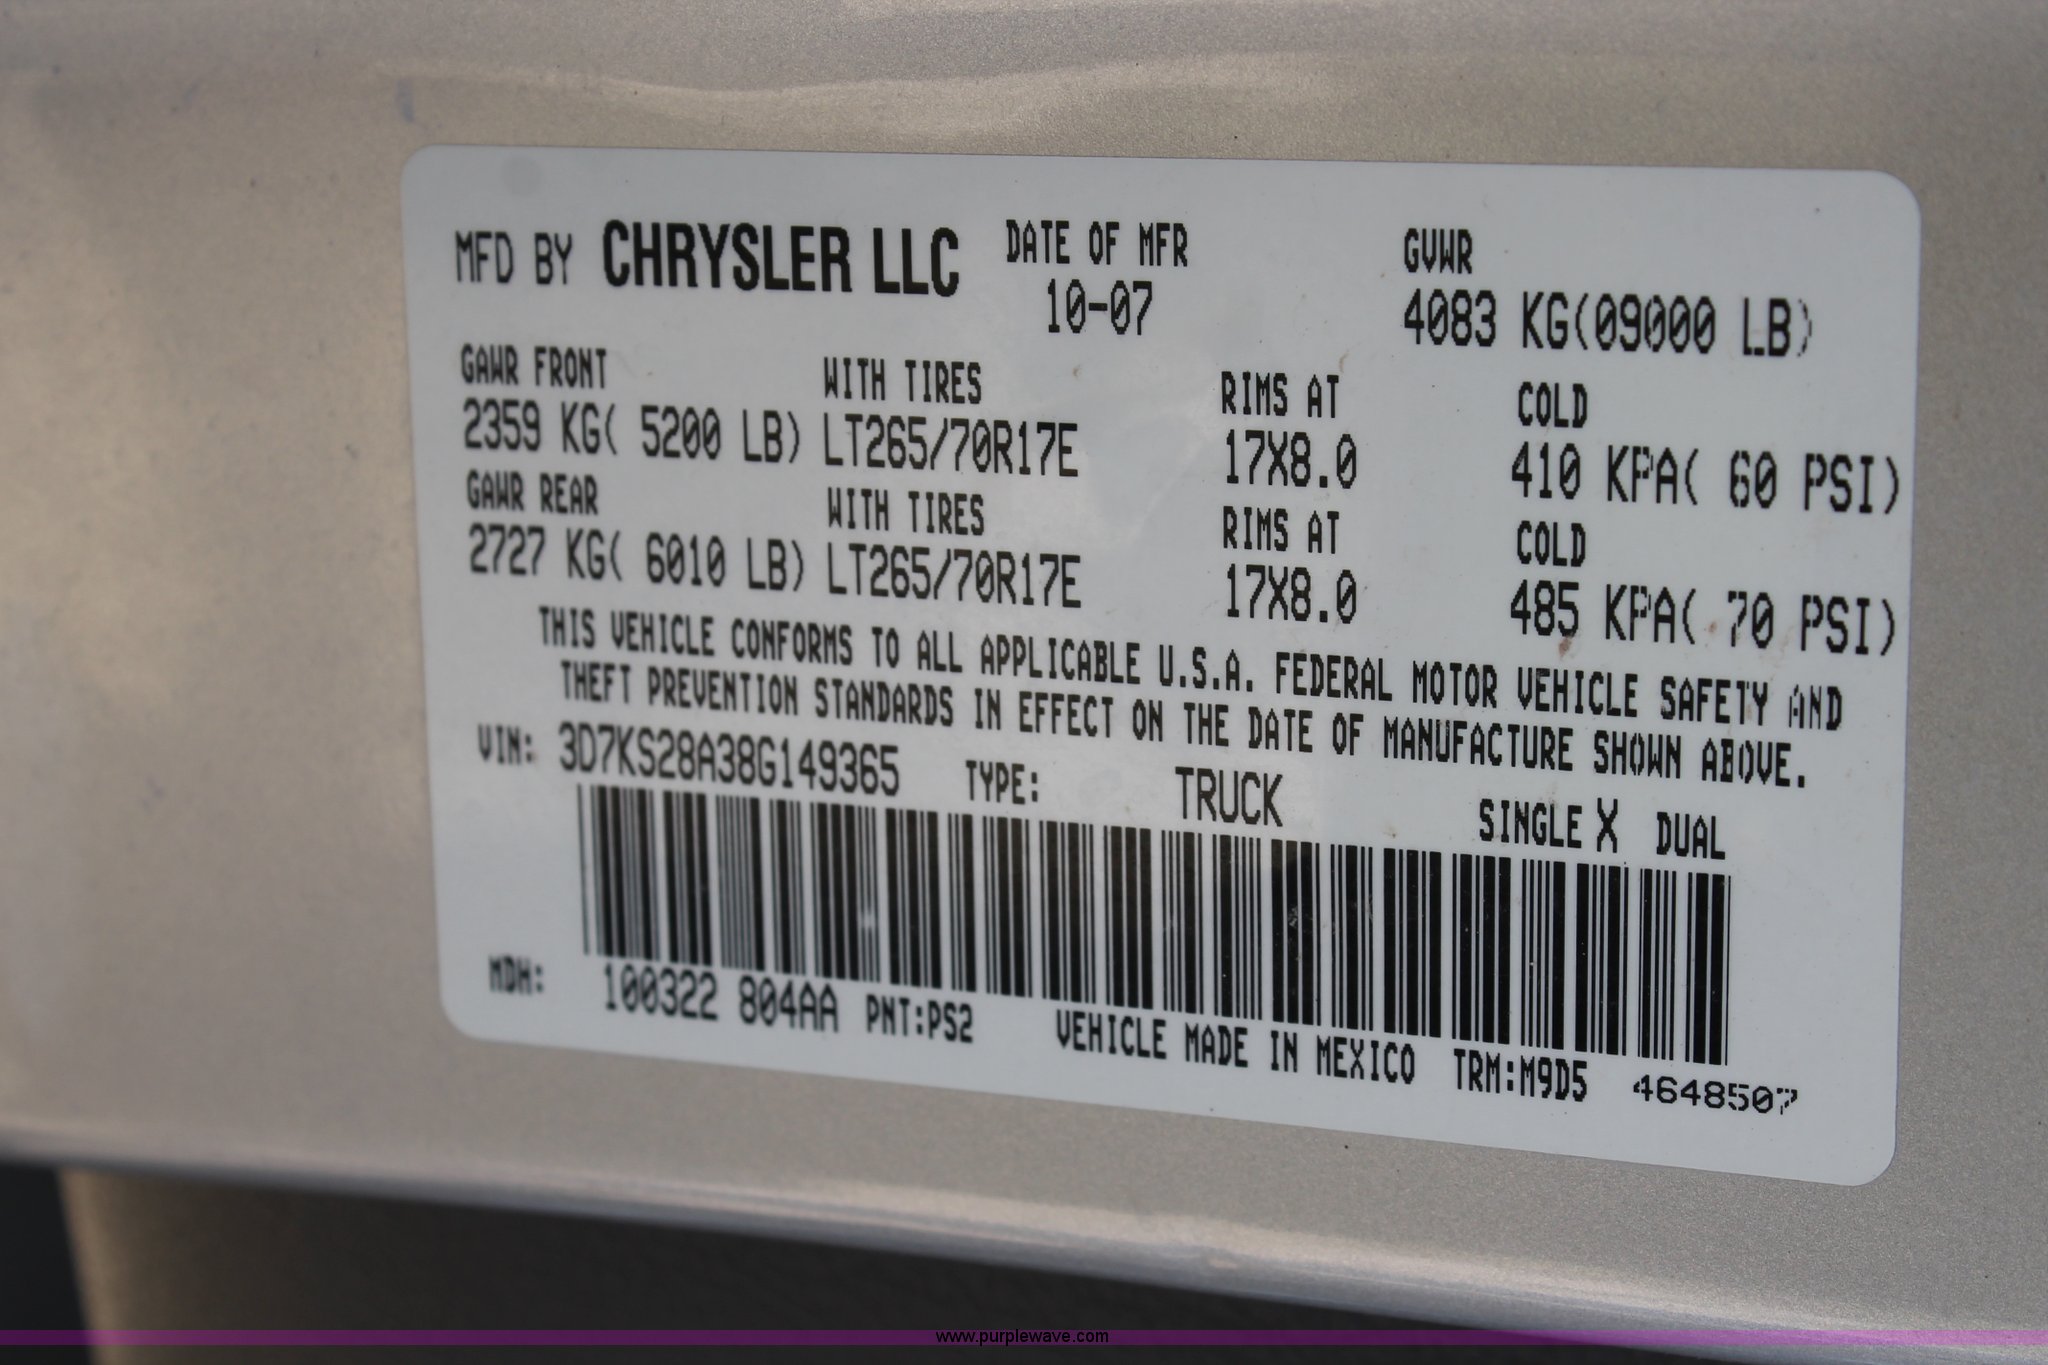 MFD BY CHRYSLER LLC DATE OF MFR GVWR
10-07 4083 KG(09000 LB)
GAWR FRONT WITH TIRES RIMS AT COLD
2359 KG( 5200 LB) LT265/70R17E 17X8.0 410 KPA( 60 PSI)
GAWR REAR WITH TIRES RIMS AT COLD
2727 KG( 6010 LB) LT265/70R17E 17X8.0 485 KPA( 70 PSI)
THIS VEHICLE CONFORMS TO ALL APPLICABLE U.S.A. FEDERAL MOTOR VEHICLE SAFETY AND
THEFT PREVENTION STANDARDS IN EFFECT ON THE DATE OF MANUFACTURE SHOWN ABOVE.
VIN: 3D7KS28A38G149365 TYPE: TRUCK SINGLE X DUAL
MDH: 100322 804AA PNT:PS2 VEHICLE MADE IN MEXICO TRM:M9D5 4648507
www.purplewave.com